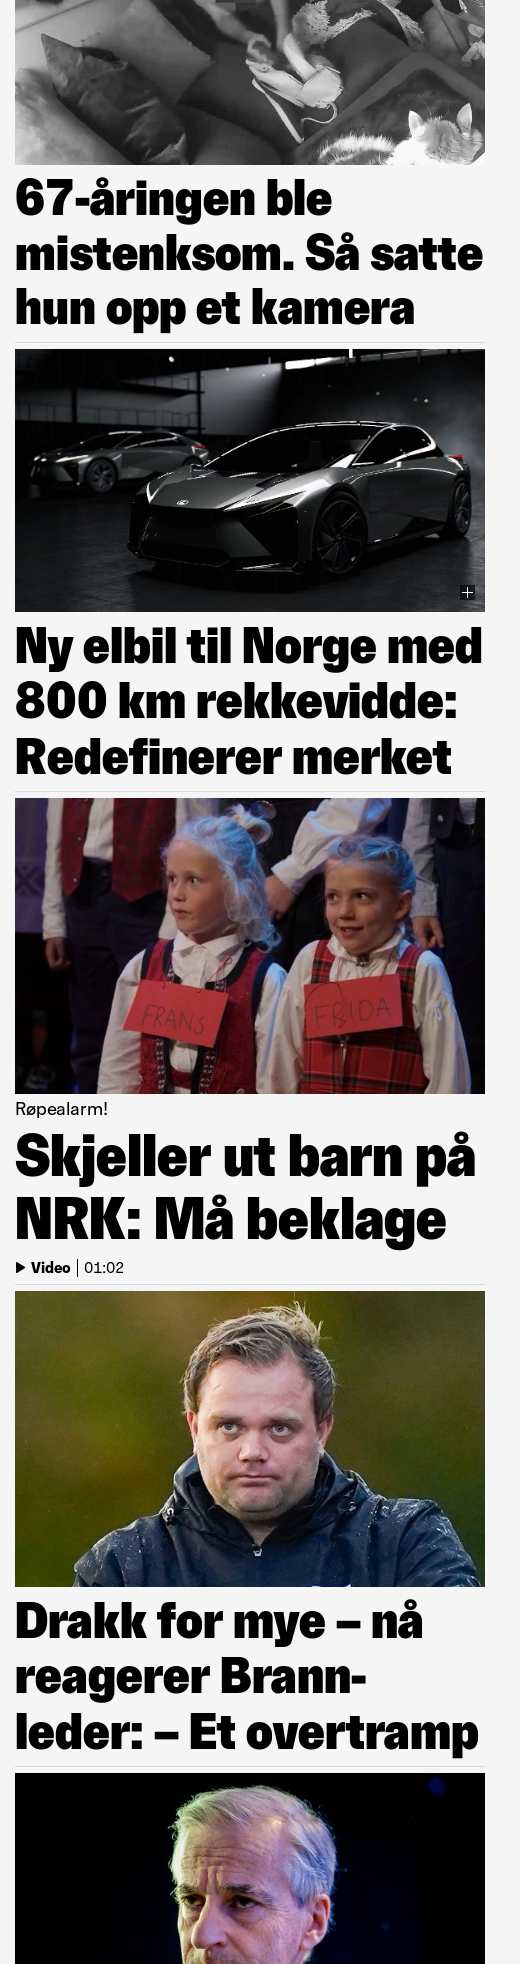 67-åringen ble
mistenksom. Så satte
hun opp et kamera
Ny elbil til Norge med
800 km rekkevidde:
Redefinerer merket
FRANS
FRIDA
Røpealarm!
Skjeller ut barn på
NRK: Må beklage
Video | 01:02
Drakk for mye – nå
reagerer Brann-
leder: – Et overtramp